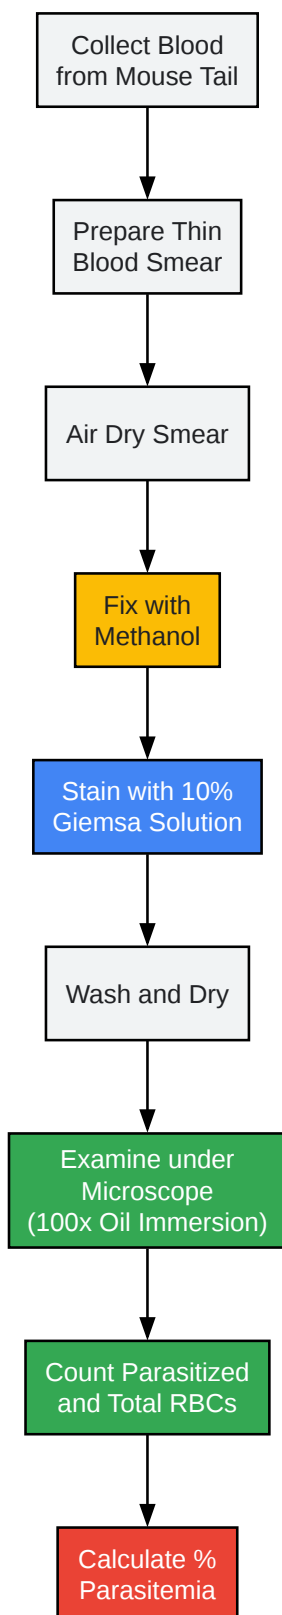 Collect Blood
from Mouse Tail
Prepare Thin
Blood Smear
Air Dry Smear
Fix with
Methanol
Stain with 10%
Giemsa Solution
Wash and Dry
Examine under
Microscope
(100x Oil Immersion)
Count Parasitized
and Total RBCs
Calculate %
Parasitemia